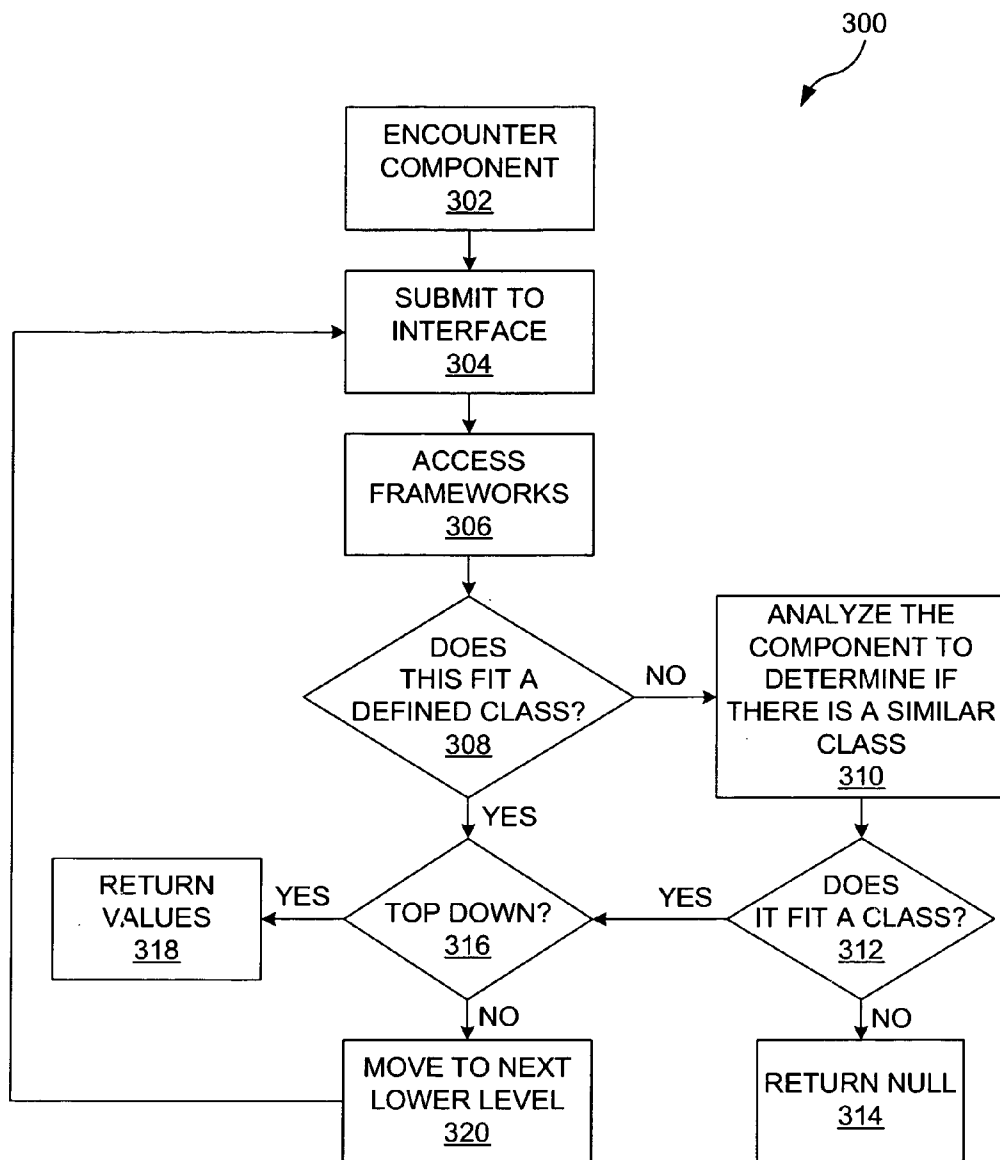 300
ENCOUNTER
COMPONENT
302
SUBMIT TO
INTERFACE
304
ACCESS
FRAMEWORKS
306
DOES
THIS FIT A
DEFINED CLASS?
308
NO
ANALYZE THE
COMPONENT TO
DETERMINE IF
THERE IS A SIMILAR
CLASS
310
YES
RETURN
VALUES
318
YES
TOP DOWN?
316
YES
DOES
IT FIT A CLASS?
312
NO
NO
MOVE TO NEXT
LOWER LEVEL
320
RETURN NULL
314